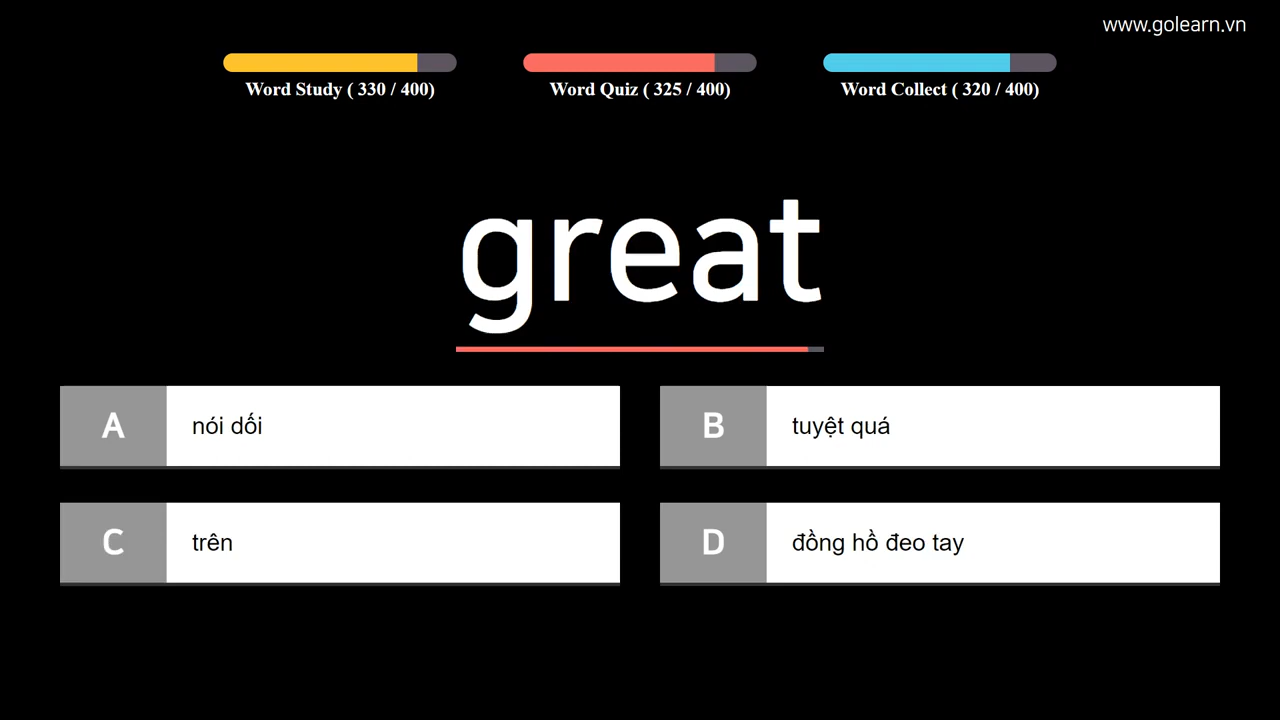 www.golearn.vn
Word Study ( 330 / 400)
Word Quiz ( 325 / 400)
Word Collect ( 320 / 400)
great
A nói dối
B tuyệt quá
C trên
D đồng hồ đeo tay